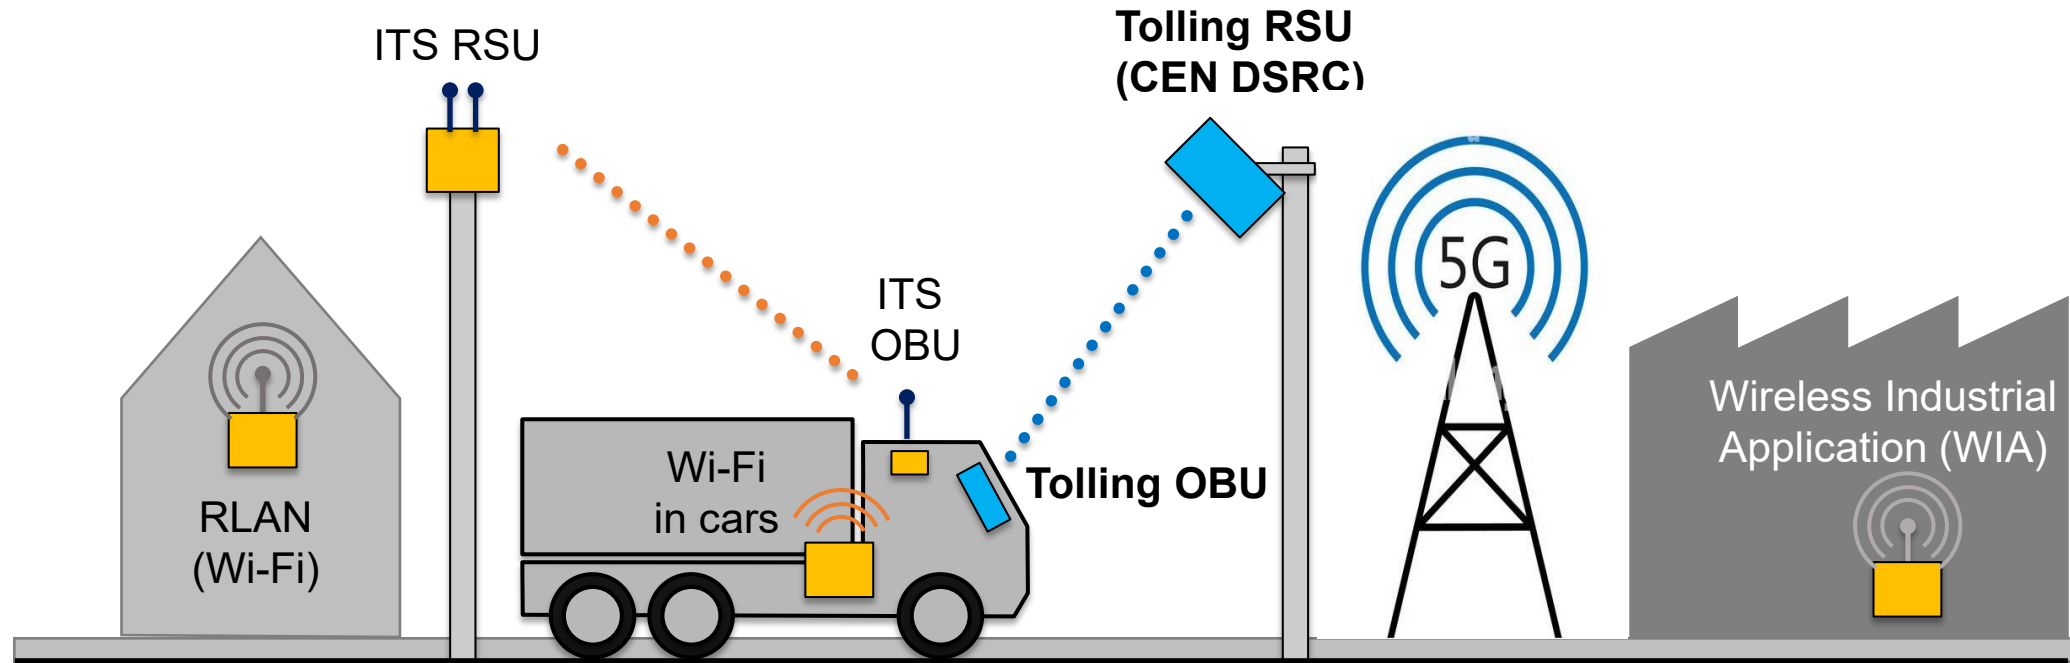 ITS RSU
Tolling RSU
(CEN DSRC)
ITS
OBU
5G
Wi-Fi
in cars
Tolling OBU
RLAN
(Wi-Fi)
Wireless Industrial
Application (WIA)